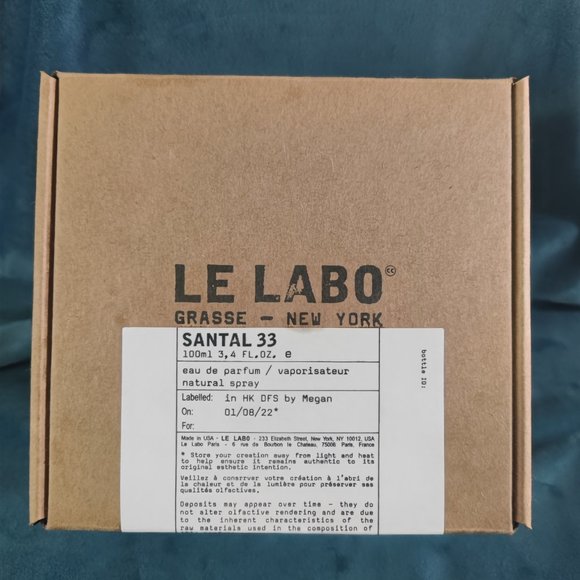 LE LABO
GRASSE — NEW YORK
SANTAL 33
100ml 3,4 FL.OZ. e
eau de parfum / vaporisateur
natural spray
Labelled: in HK DFS by Megan
On: 01/08/22*
For:
Made in USA - LE LABO - 233 Elizabeth Street, New York, NY 10012, USA
Le Labo Paris - 6 rue de Bourbon le Chateau, 75006 Paris, France
* Store your creation away from light and heat
to help ensure it remains authentic to its
original esthetic intention.
Veillez à conserver votre création à l'abri de
la chaleur et de la lumière pour préserver ses
qualités olfactives.
Deposits may appear over time - they do
not alter olfactive rendering and are due
to the inherent characteristics of the
raw materials used in the composition of
bottle ID: